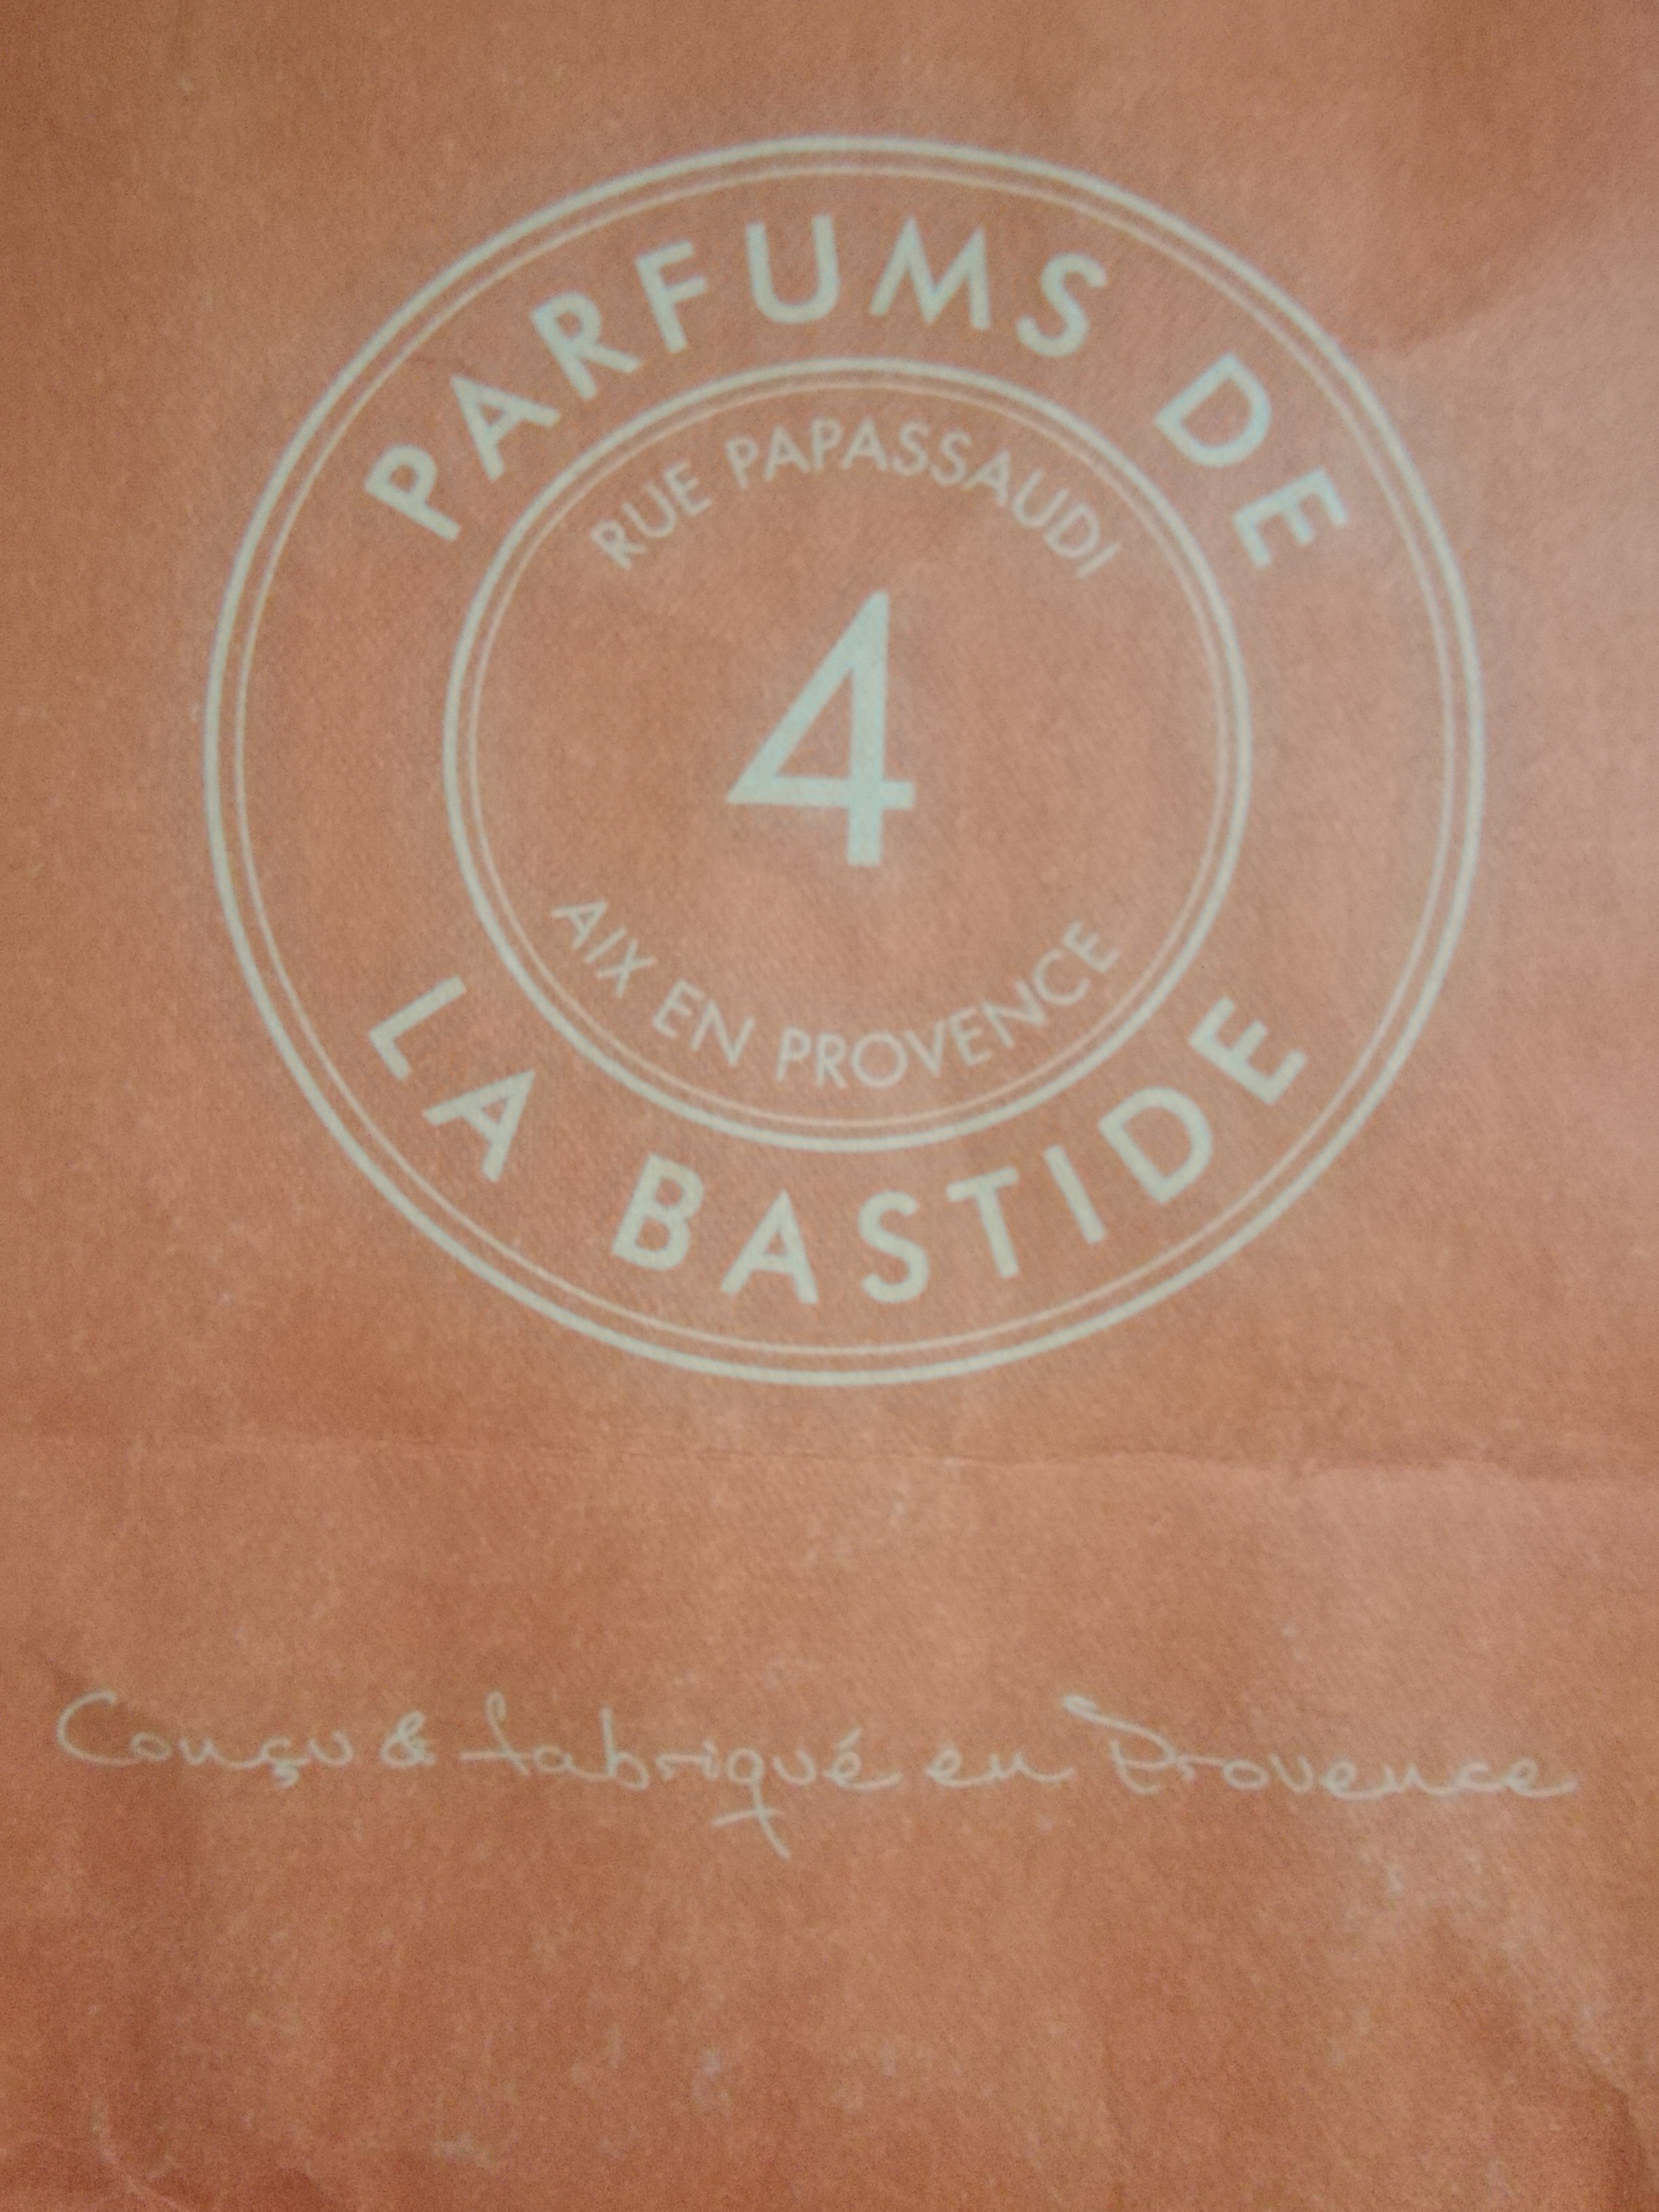 PARFUMS DE
RUE PAPASSAUDI
4
AIX EN PROVENCE
LA BASTIDE
Conçu & fabriqué en Provence